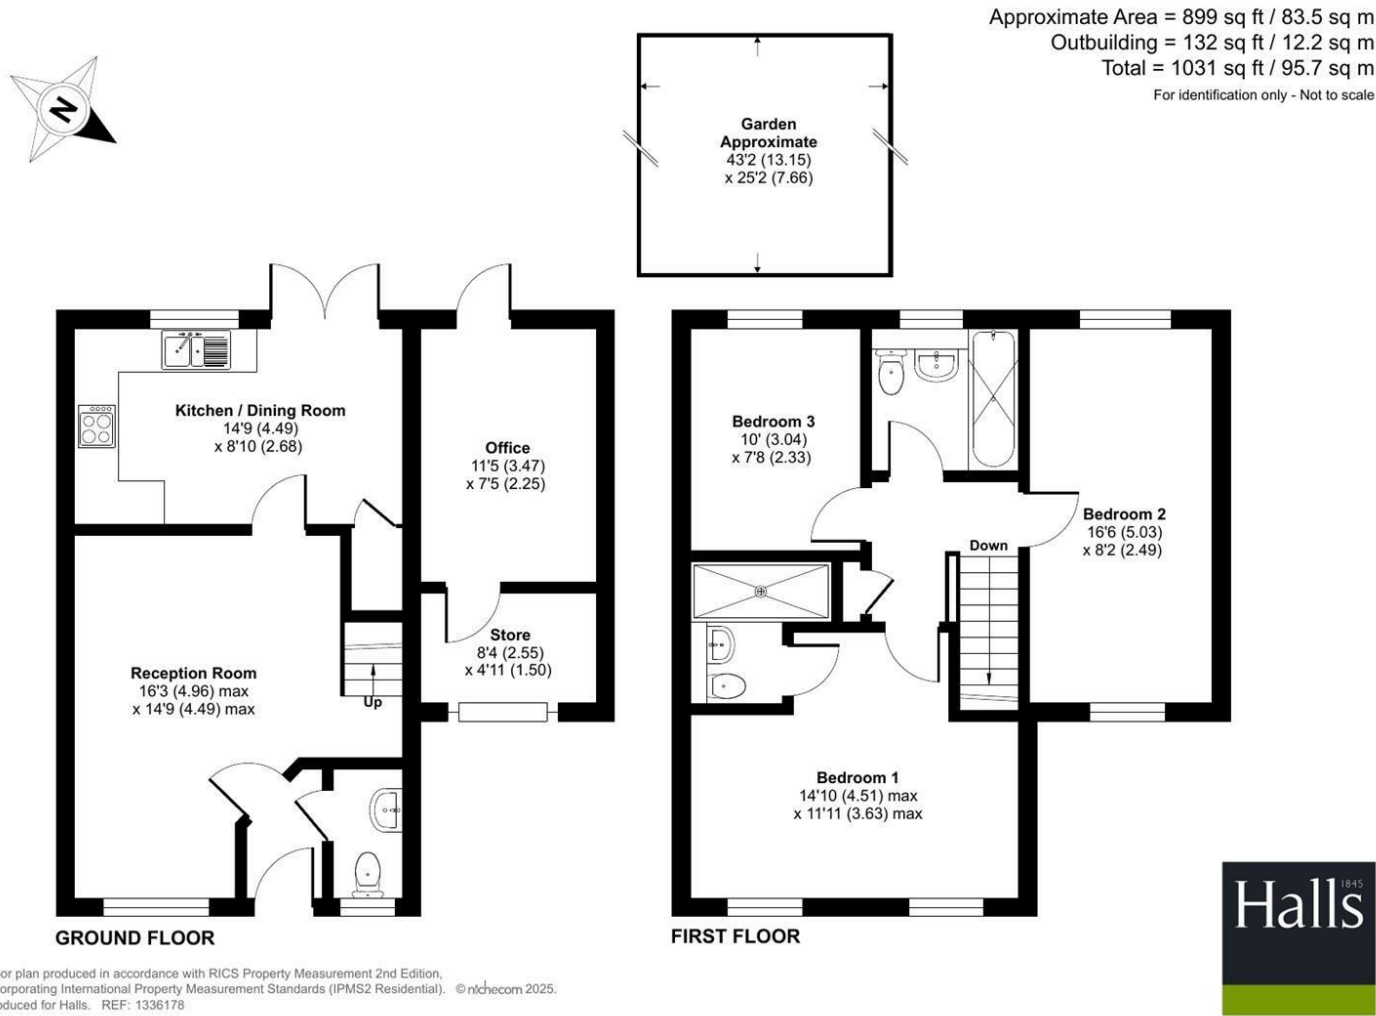 Approximate Area = 899 sq ft / 83.5 sq m
Outbuilding = 132 sq ft / 12.2 sq m
Total = 1031 sq ft / 95.7 sq m
For identification only - Not to scale
N
Garden
Approximate
43'2 (13.15)
x 25'2 (7.66)
Kitchen / Dining Room
14'9 (4.49)
x 8'10 (2.68)
Office
11'5 (3.47)
x 7'5 (2.25)
Store
8'4 (2.55)
x 4'11 (1.50)
Reception Room
16'3 (4.96) max
x 14'9 (4.49) max
Up
GROUND FLOOR
Bedroom 3
10' (3.04)
x 7'8 (2.33)
Bedroom 2
16'6 (5.03)
x 8'2 (2.49)
Down
Bedroom 1
14'10 (4.51) max
x 11'11 (3.63) max
FIRST FLOOR
Halls
1845
or plan produced in accordance with RICS Property Measurement 2nd Edition,
orporating International Property Measurement Standards (IPMS2 Residential). © nichecom 2025.
oduced for Halls. REF: 1336178